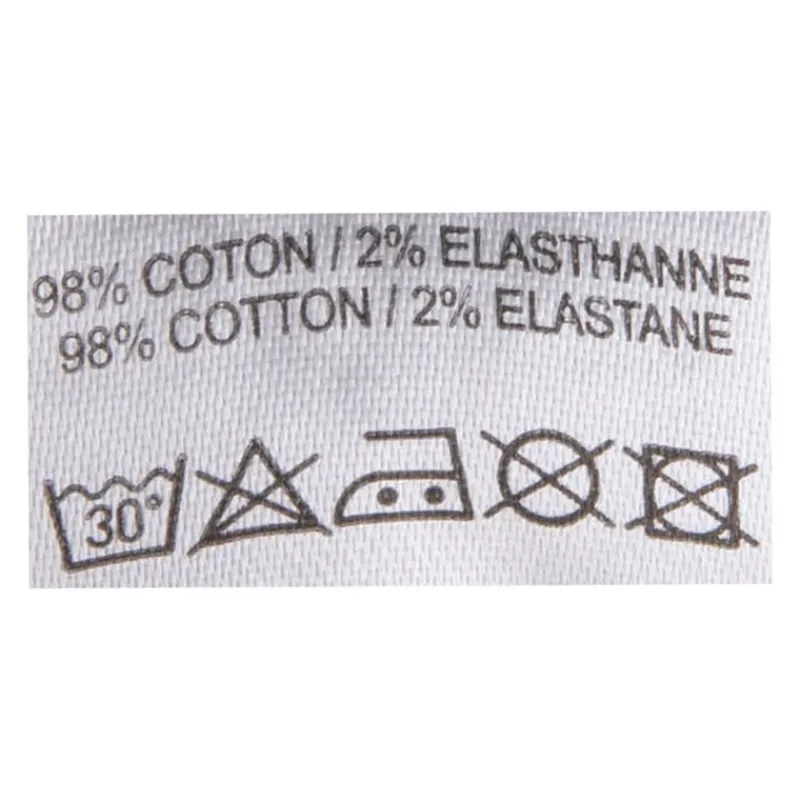 98% COTON / 2% ELASTHANNE
98% COTTON / 2% ELASTANE
30°